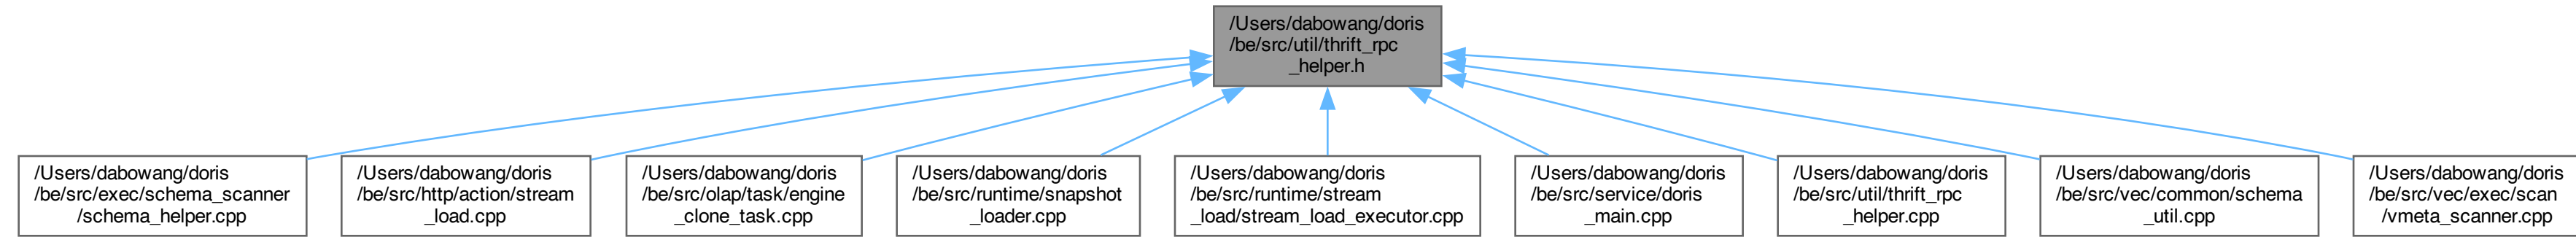 /Users/dabowang/doris
/be/src/util/thrift_rpc
_helper.h
/Users/dabowang/doris
/be/src/exec/schema_scanner
/schema_helper.cpp
/Users/dabowang/doris
/be/src/http/action/stream
_load.cpp
/Users/dabowang/doris
/be/src/olap/task/engine
_clone_task.cpp
/Users/dabowang/doris
/be/src/runtime/snapshot
_loader.cpp
/Users/dabowang/doris
/be/src/runtime/stream
_load/stream_load_executor.cpp
/Users/dabowang/doris
/be/src/service/doris
_main.cpp
/Users/dabowang/doris
/be/src/util/thrift_rpc
_helper.cpp
/Users/dabowang/doris
/be/src/vec/common/schema
_util.cpp
/Users/dabowang/doris
/be/src/vec/exec/scan
/vmeta_scanner.cpp